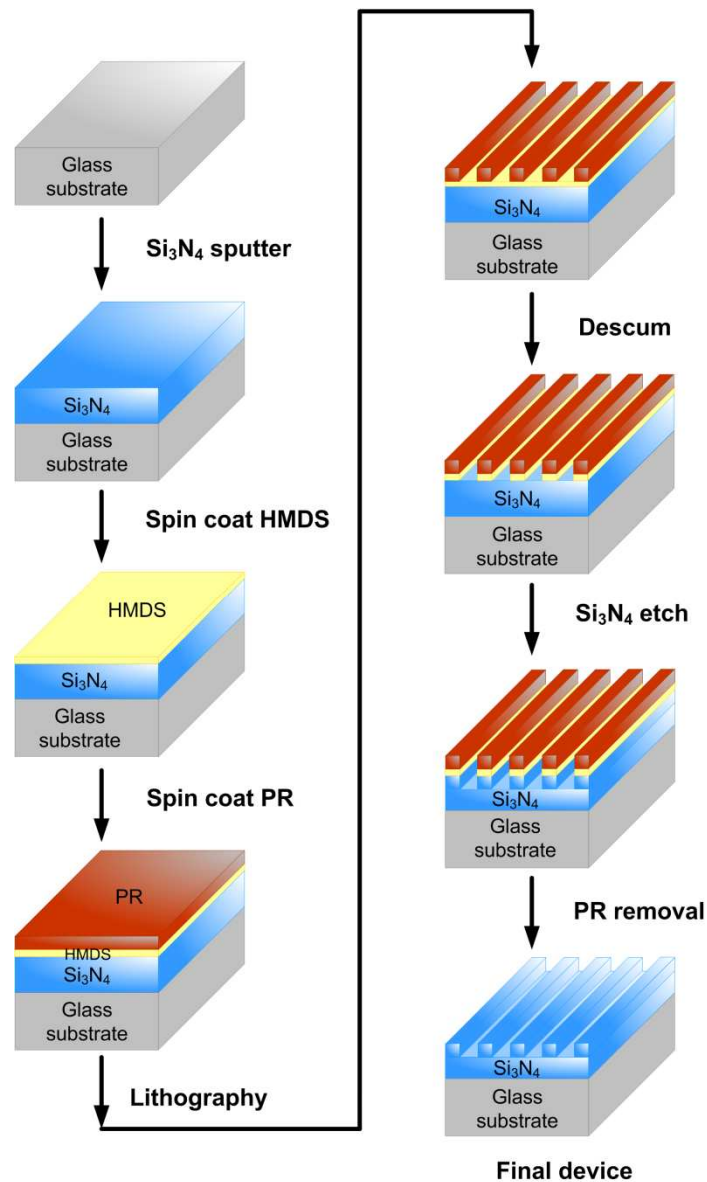 Glass
substrate
Si₃N₄ sputter
Si₃N₄
Glass
substrate
Spin coat HMDS
HMDS
Si₃N₄
Glass
substrate
Spin coat PR
PR
HMDS
Si₃N₄
Glass
substrate
Lithography
Si₃N₄
Glass
substrate
Descum
Si₃N₄
Glass
substrate
Si₃N₄ etch
Si₃N₄
Glass
substrate
PR removal
Si₃N₄
Glass
substrate
Final device